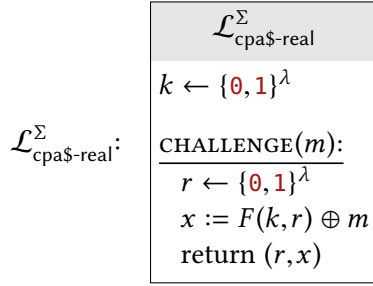 ℒ^Σ_cpa$-real
k ← {0,1}^λ
ℒ^Σ_cpa$-real:
CHALLENGE(m):
r ← {0,1}^λ
x := F(k,r) ⊕ m
return (r,x)